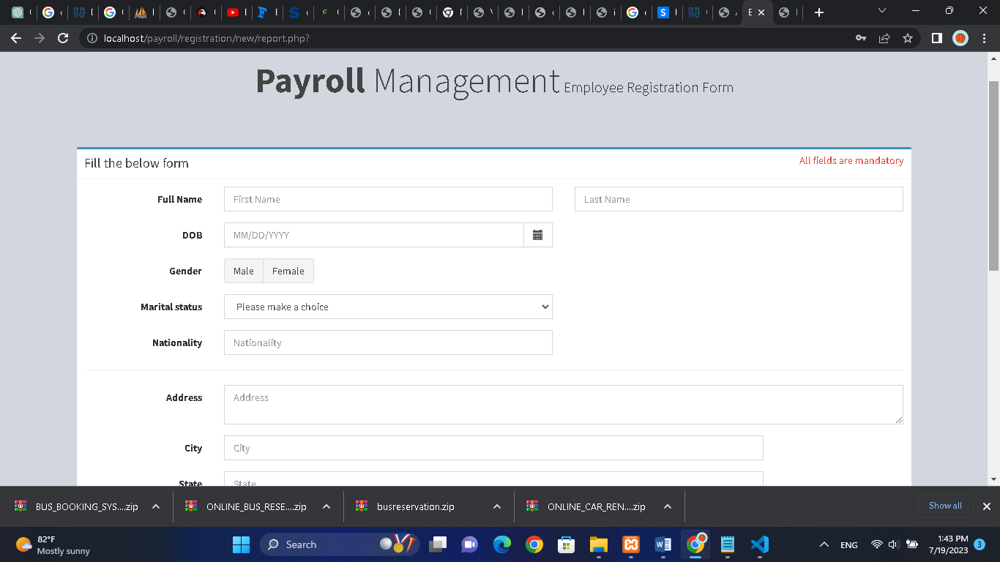 localhost/payroll/registration/new/report.php?
Payroll Management Employee Registration Form
Fill the below form
All fields are mandatory
Full Name
First Name
Last Name
DOB
MM/DD/YYYY
Gender
Male
Female
Marital status
Please make a choice
Nationality
Nationality
Address
Address
City
City
State
State
BUS_BOOKING_SYS....zip
ONLINE_BUS_RESE....zip
busreservation.zip
ONLINE_CAR_REN....zip
Show all
82°F
Mostly sunny
Search
ENG
1:43 PM
7/19/2023
3